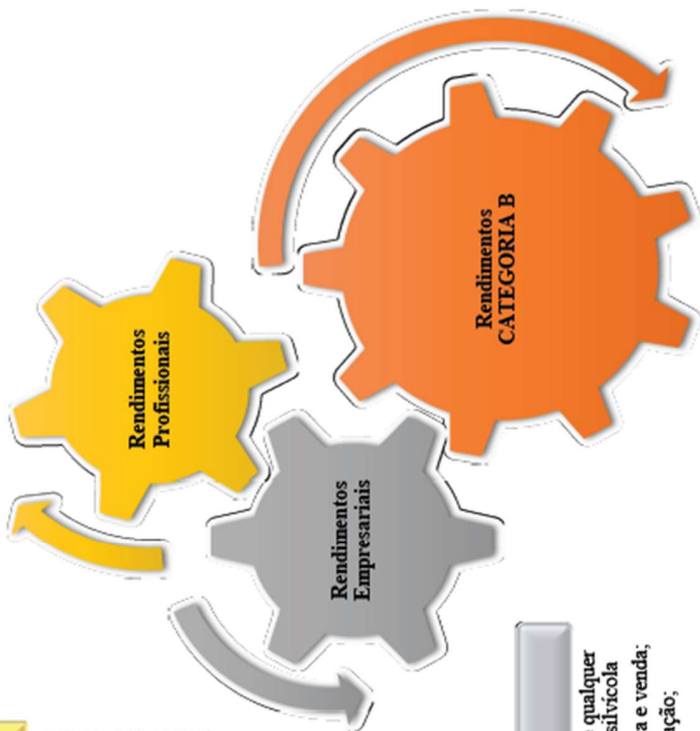 Rendimentos
Profissionais
Rendimentos
Empresariais
Rendimentos
CATEGORIA B
qualquer
silvícola
a e venda;
ação;